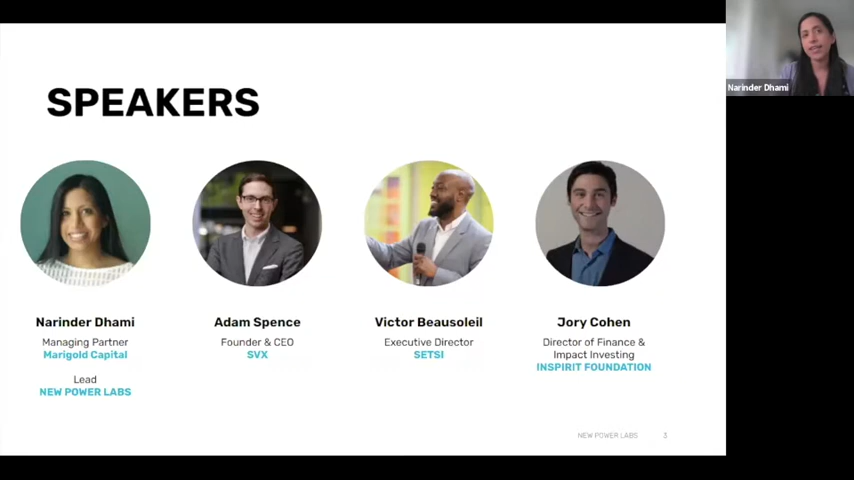 SPEAKERS
Narinder Dhami
Narinder Dhami
Managing Partner
Marigold Capital
Lead
NEW POWER LABS
Adam Spence
Founder & CEO
SVX
Victor Beausoleil
Executive Director
SETSI
Jory Cohen
Director of Finance &
Impact Investing
INSPIRIT FOUNDATION
NEW POWER LABS 3